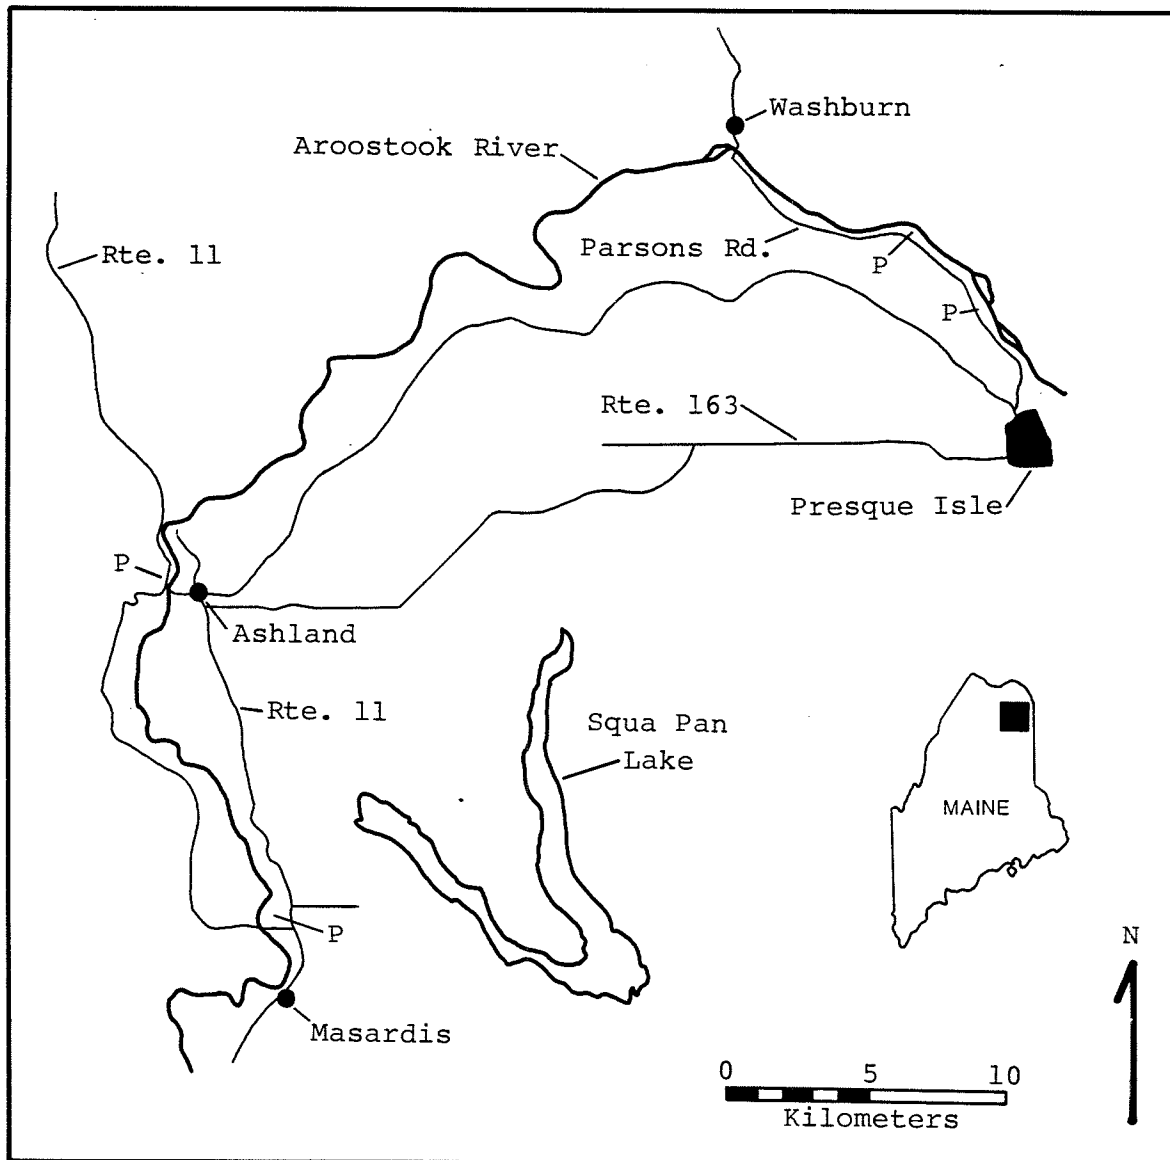 Washburn
Aroostook River
Rte. 11
Parsons Rd.
P
P
Rte. 163
Presque Isle
P
Ashland
Rte. 11
Squa Pan
Lake
MAINE
P
N
Masardis
0 5 10
Kilometers